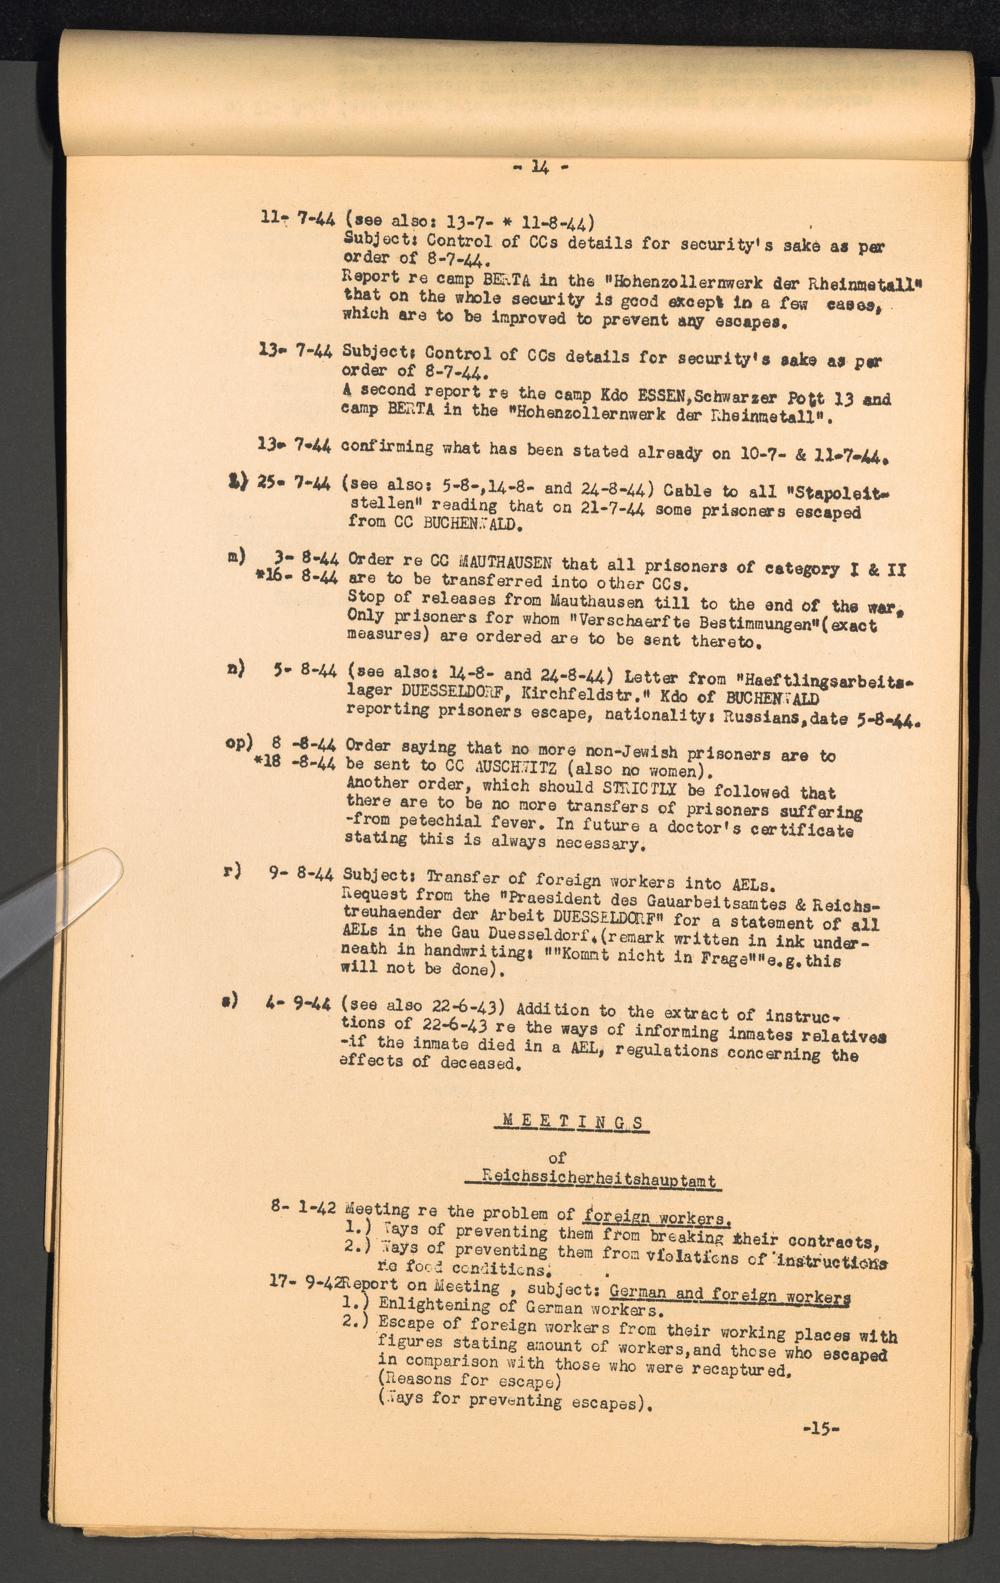 - 14 -
11- 7-44 (see also: 13-7- * 11-8-44)
Subject: Control of CCs details for security's sake as per
order of 8-7-44.
Report re camp BERTA in the "Hohenzollernwerk der Rheinmetall"
that on the whole security is good except in a few cases,
which are to be improved to prevent any escapes.
13- 7-44 Subject: Control of CCs details for security's sake as per
order of 8-7-44.
A second report re the camp Kdo ESSEN,Schwarzer Pott 13 and
camp BERTA in the "Hohenzollernwerk der Rheinmetall".
13- 7-44 confirming what has been stated already on 10-7- & 11-7-44.
l) 25- 7-44 (see also: 5-8-,14-8- and 24-8-44) Cable to all "Stapoleit-
stellen" reading that on 21-7-44 some prisoners escaped
from CC BUCHENWALD.
m) 3- 8-44 Order re CC MAUTHAUSEN that all prisoners of category I & II
*16- 8-44 are to be transferred into other CCs.
Stop of releases from Mauthausen till to the end of the war.
Only prisoners for whom "Verschaerfte Bestimmungen"(exact
measures) are ordered are to be sent thereto.
n) 5- 8-44 (see also: 14-8- and 24-8-44) Letter from "Haeftlingsarbeits-
lager DUESSELDORF, Kirchfeldstr." Kdo of BUCHENWALD
reporting prisoners escape, nationality: Russians,date 5-8-44.
op) 8 -8-44 Order saying that no more non-Jewish prisoners are to
*18 -8-44 be sent to CC AUSCHWITZ (also no women).
Another order, which should STRICTLY be followed that
there are to be no more transfers of prisoners suffering
-from petechial fever. In future a doctor's certificate
stating this is always necessary.
r) 9- 8-44 Subject: Transfer of foreign workers into AELs.
Request from the "Praesident des Gauarbeitsamtes & Reichs-
treuhaender der Arbeit DUESSELDORF" for a statement of all
AELs in the Gau Duesseldorf.(remark written in ink under-
neath in handwriting: ""Kommt nicht in Frage""e.g.this
will not be done).
s) 4- 9-44 (see also 22-6-43) Addition to the extract of instruc-
tions of 22-6-43 re the ways of informing inmates relatives
-if the inmate died in a AEL, regulations concerning the
effects of deceased.
MEETINGS
of
Reichssicherheitshauptamt
8- 1-42 Meeting re the problem of foreign workers.
1.) Ways of preventing them from breaking their contracts,
2.) Ways of preventing them from violations of instructions
re food conditions.
17- 9-42Report on Meeting , subject: German and foreign workers
1.) Enlightening of German workers.
2.) Escape of foreign workers from their working places with
figures stating amount of workers,and those who escaped
in comparison with those who were recaptured.
(Reasons for escape)
(Ways for preventing escapes).
-15-